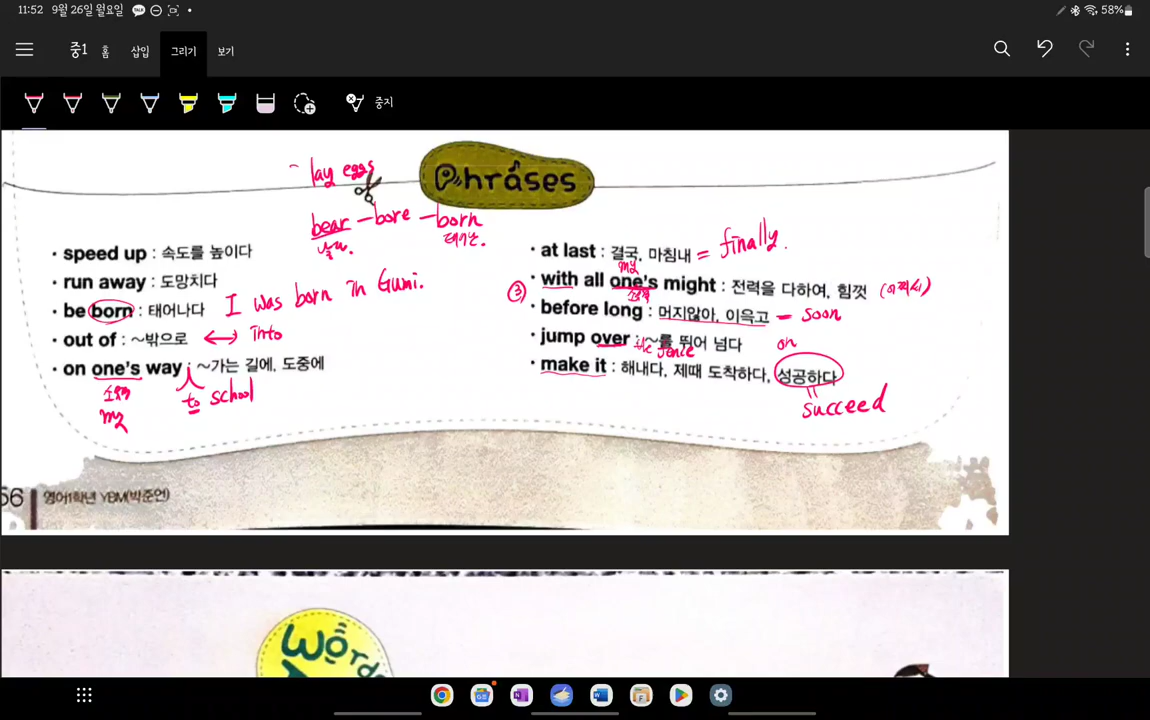 11:52 9월 26일 월요일 58%
중1 홈 삽입 그리기 보기
중지
lay eggs
Phrases
bear - bore - born
낳다. 태어난.
· speed up : 속도를 높이다
· run away : 도망치다
· be born : 태어나다 I was born in Gumi.
· out of : ~밖으로 ↔ into
· on one's way : ~가는 길에, 도중에
소유격 to school
my
· at last : 결국, 마침내 = finally.
my
③ · with all one's might : 전력을 다하여, 힘껏
소유격
· before long : 머지않아, 이윽고 = soon
· jump over : ~를 뛰어 넘다
the fence
on
· make it : 해내다, 제때 도착하다, 성공하다
succeed
56 영어1학년 YBM(박준언)
Words